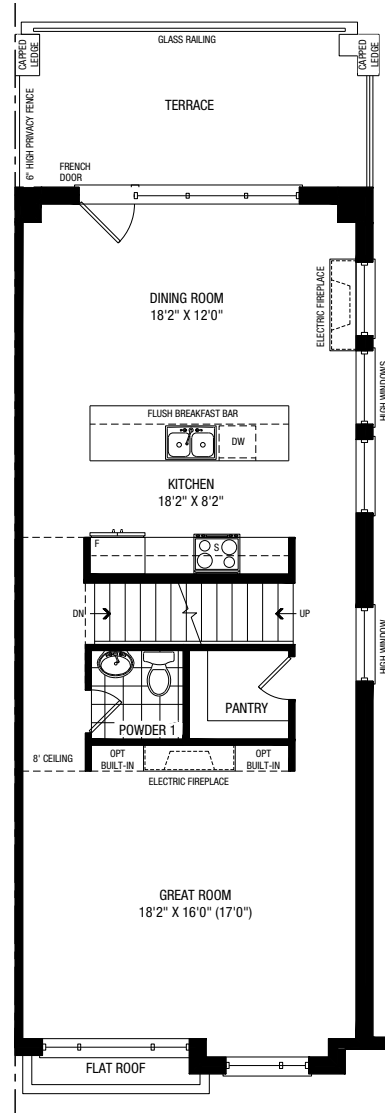 GLASS RAILING
CAPPED
LEDGE
CAPPED
LEDGE
TERRACE
6" HIGH PRIVACY FENCE
FRENCH
DOOR
DINING ROOM
18'2" X 12'0"
ELECTRIC FIREPLACE
HIGH WINDOWS
FLUSH BREAKFAST BAR
DW
KITCHEN
18'2" X 8'2"
F
S
DN
UP
HIGH WINDOW
POWDER 1
PANTRY
8' CEILING
OPT
BUILT-IN
OPT
BUILT-IN
ELECTRIC FIREPLACE
GREAT ROOM
18'2" X 16'0" (17'0")
FLAT ROOF